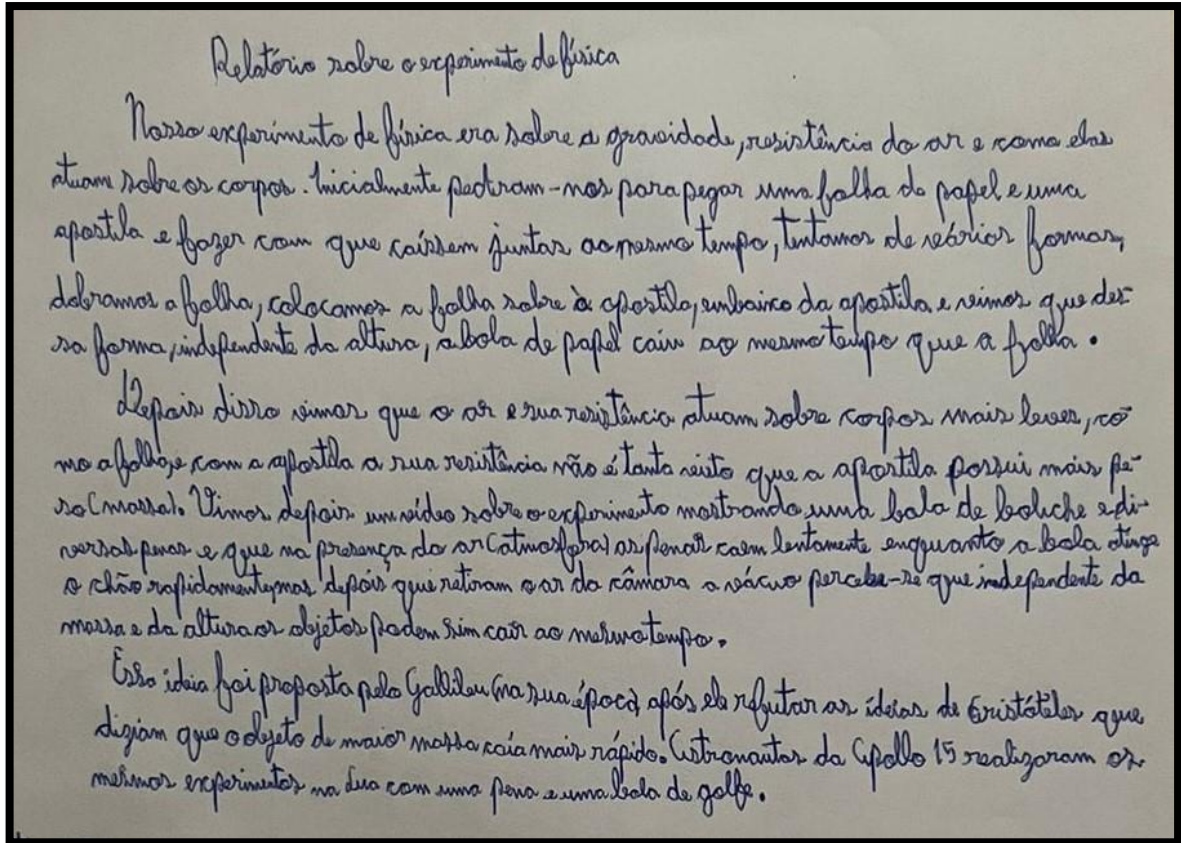 Relatório sobre o experimento de física
Nosso experimento de física era sobre a gravidade, resistência do ar e como elas
atuam sobre os corpos. Inicialmente pediram-nos para pegar uma folha de papel e uma
apostila e fazer com que caíssem juntas ao mesmo tempo, tentamos de várias formas,
dobramos a folha, colocamos a folha sobre à apostila, embaixo da apostila e vimos que des-
sa forma, independente da altura, a bola de papel caiu ao mesmo tempo que a folha.
Depois disso vimos que o ar e sua resistência atuam sobre corpos mais leves, co-
mo a folha, e com a apostila a sua resistência não é tanta visto que a apostila possui mais pe-
so (massa). Vimos depois um vídeo sobre o experimento mostrando uma bola de boliche e di-
versas penas e que na presença do ar (atmosfera) as penas caem lentamente enquanto a bola atinge
o chão rapidamente, mas depois que retiram o ar da câmara a vácuo percebe-se que independente da
massa e da altura os objetos podem sim cair ao mesmo tempo.
Essa ideia foi proposta pelo Gallileu (na sua época) após ele refutar as ideias de Aristóteles que
diziam que o objeto de maior massa caía mais rápido. Astronautas da Apollo 15 realizaram os
mesmos experimentos na Lua com uma pena e uma bola de golfe.